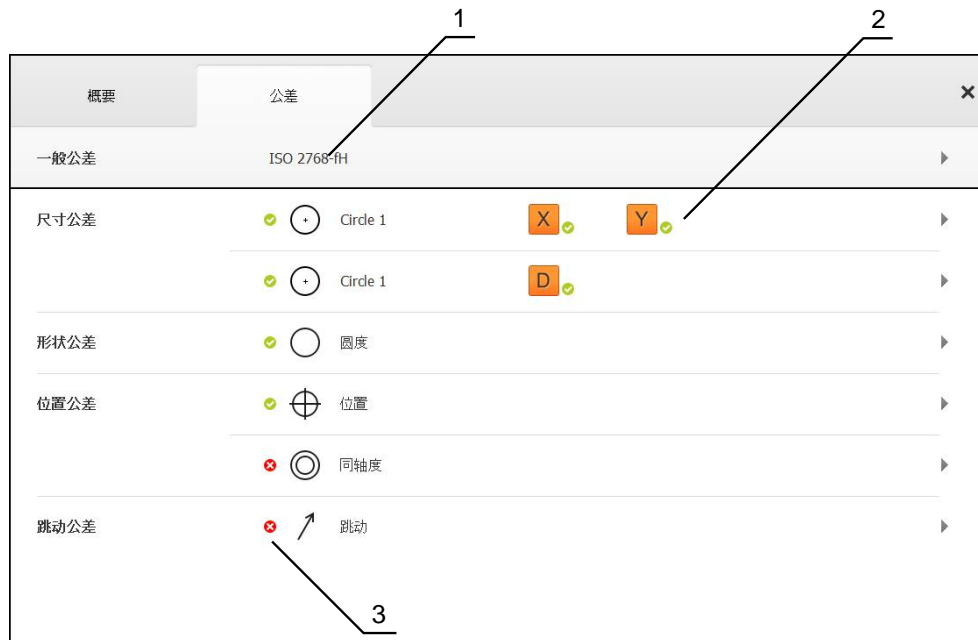 1
2
概要
公差
一般公差
ISO 2768-fH
尺寸公差
Circle 1
X
Y
Circle 1
D
形状公差
圆度
位置公差
位置
同轴度
跳动公差
跳动
3